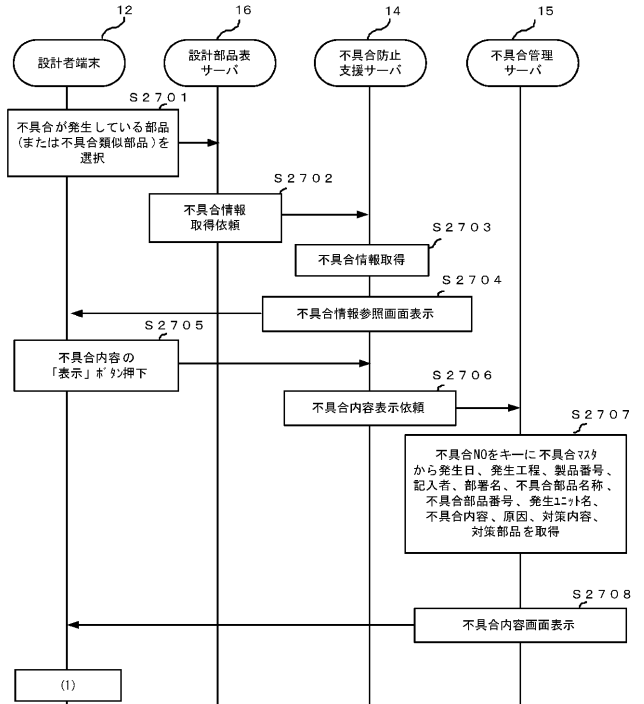 12
16
14
15
設計者端末
設計部品表
サーバ
不具合防止
支援サーバ
不具合管理
サーバ
S2701
不具合が発生している部品
(または不具合類似部品)を
選択
S2702
不具合情報
取得依頼
S2703
不具合情報取得
S2704
不具合情報参照画面表示
S2705
不具合内容の
「表示」ボタン押下
S2706
不具合内容表示依頼
S2707
不具合NOをキーに不具合マスタ
から発生日、発生工程、製品番号、
記入者、部署名、不具合部品名称、
不具合部品番号、発生ユニット名、
不具合内容、原因、対策内容、
対策部品を取得
S2708
不具合内容画面表示
(1)